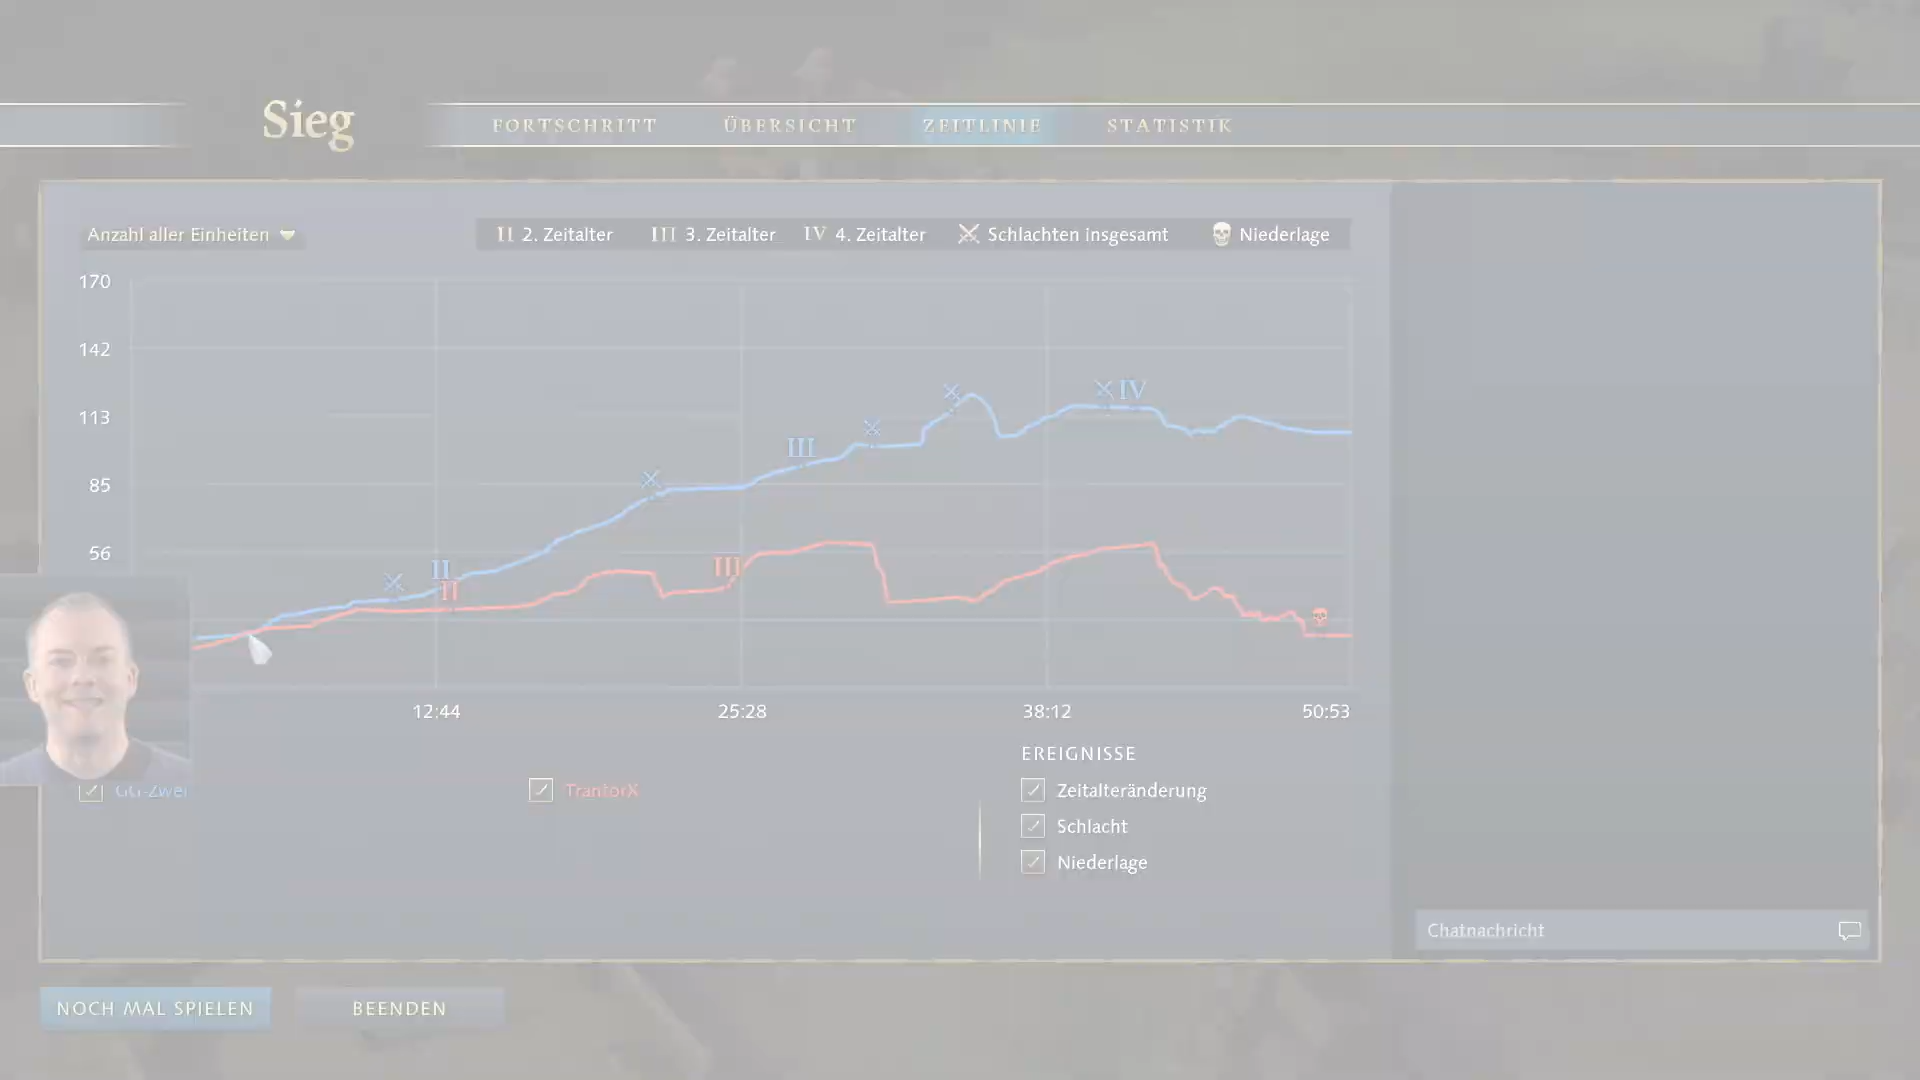 Sieg
FORTSCHRITT ÜBERSICHT ZEITLINIE STATISTIK
Anzahl aller Einheiten
II 2. Zeitalter III 3. Zeitalter IV 4. Zeitalter Schlachten insgesamt Niederlage
170
142
113
85
56
II
II
III
III
IV
12:44 25:28 38:12 50:53
EREIGNISSE
GG-Zwei TrantorX Zeitalteränderung
Schlacht
Niederlage
Chatnachricht
NOCH MAL SPIELEN BEENDEN